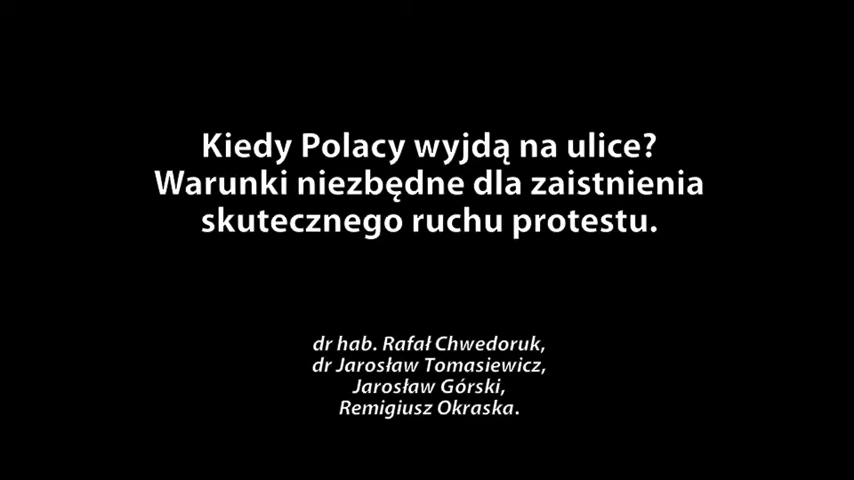 Kiedy Polacy wyjdą na ulice?
Warunki niezbędne dla zaistnienia
skutecznego ruchu protestu.
dr hab. Rafał Chwedoruk,
dr Jarosław Tomasiewicz,
Jarosław Górski,
Remigiusz Okraska.